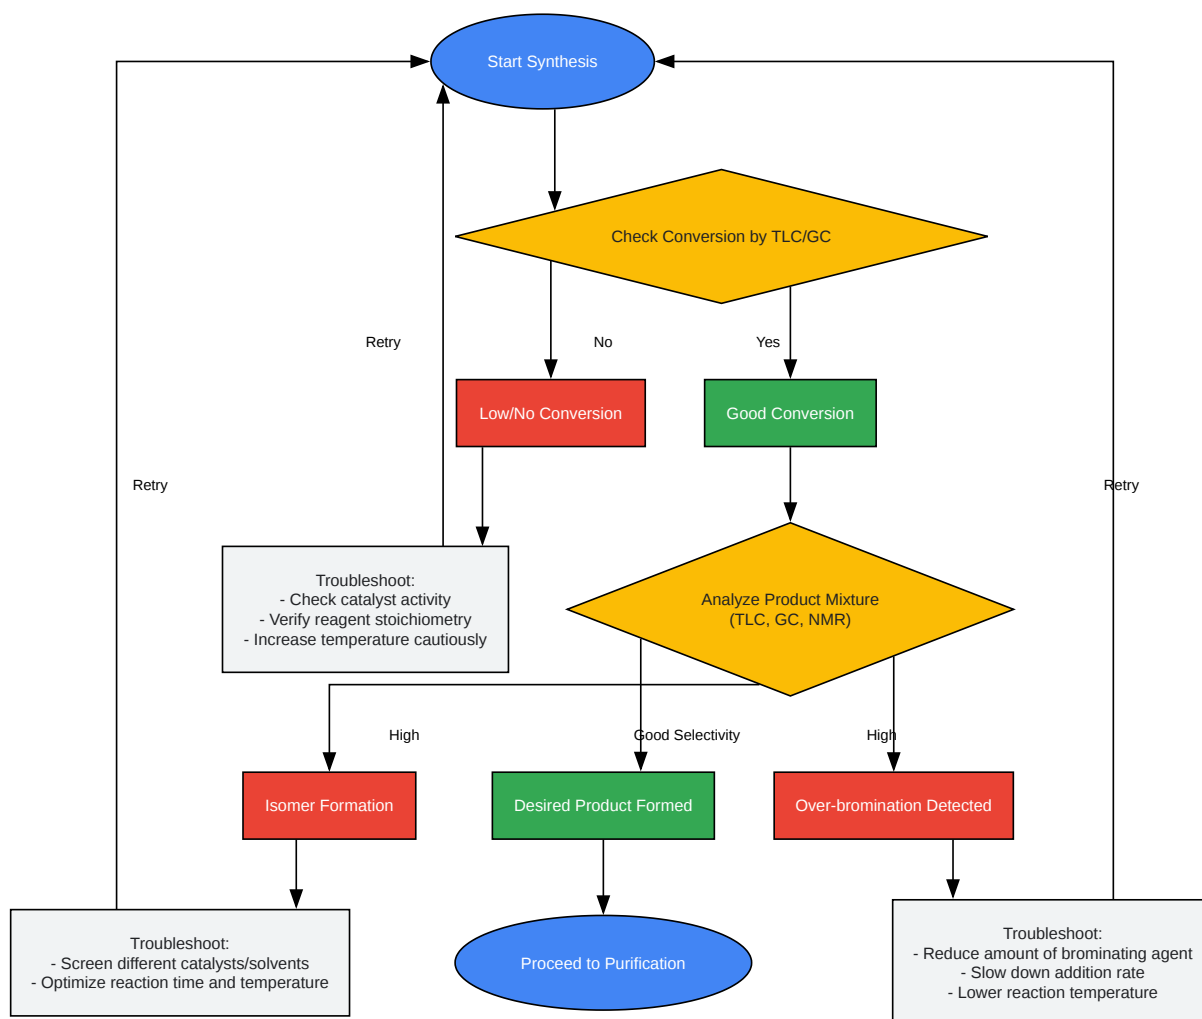 Start Synthesis
Check Conversion by TLC/GC
Retry
No
Yes
Low/No Conversion
Good Conversion
Retry
Retry
Troubleshoot:
- Check catalyst activity
- Verify reagent stoichiometry
- Increase temperature cautiously
Analyze Product Mixture
(TLC, GC, NMR)
High
Good Selectivity
High
Isomer Formation
Desired Product Formed
Over-bromination Detected
Troubleshoot:
- Screen different catalysts/solvents
- Optimize reaction time and temperature
Proceed to Purification
Troubleshoot:
- Reduce amount of brominating agent
- Slow down addition rate
- Lower reaction temperature